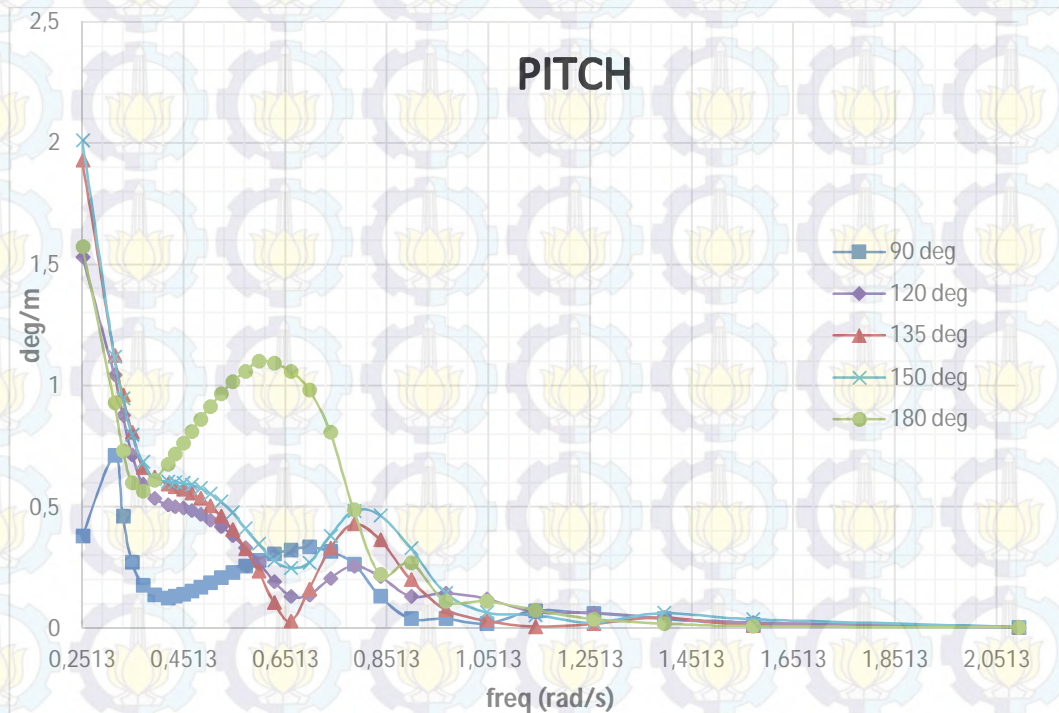 PITCH
2,5
2
1,5
1
0,5
0
deg/m
90 deg
120 deg
135 deg
150 deg
180 deg
0,2513 0,4513 0,6513 0,8513 1,0513 1,2513 1,4513 1,6513 1,8513 2,0513
freq (rad/s)